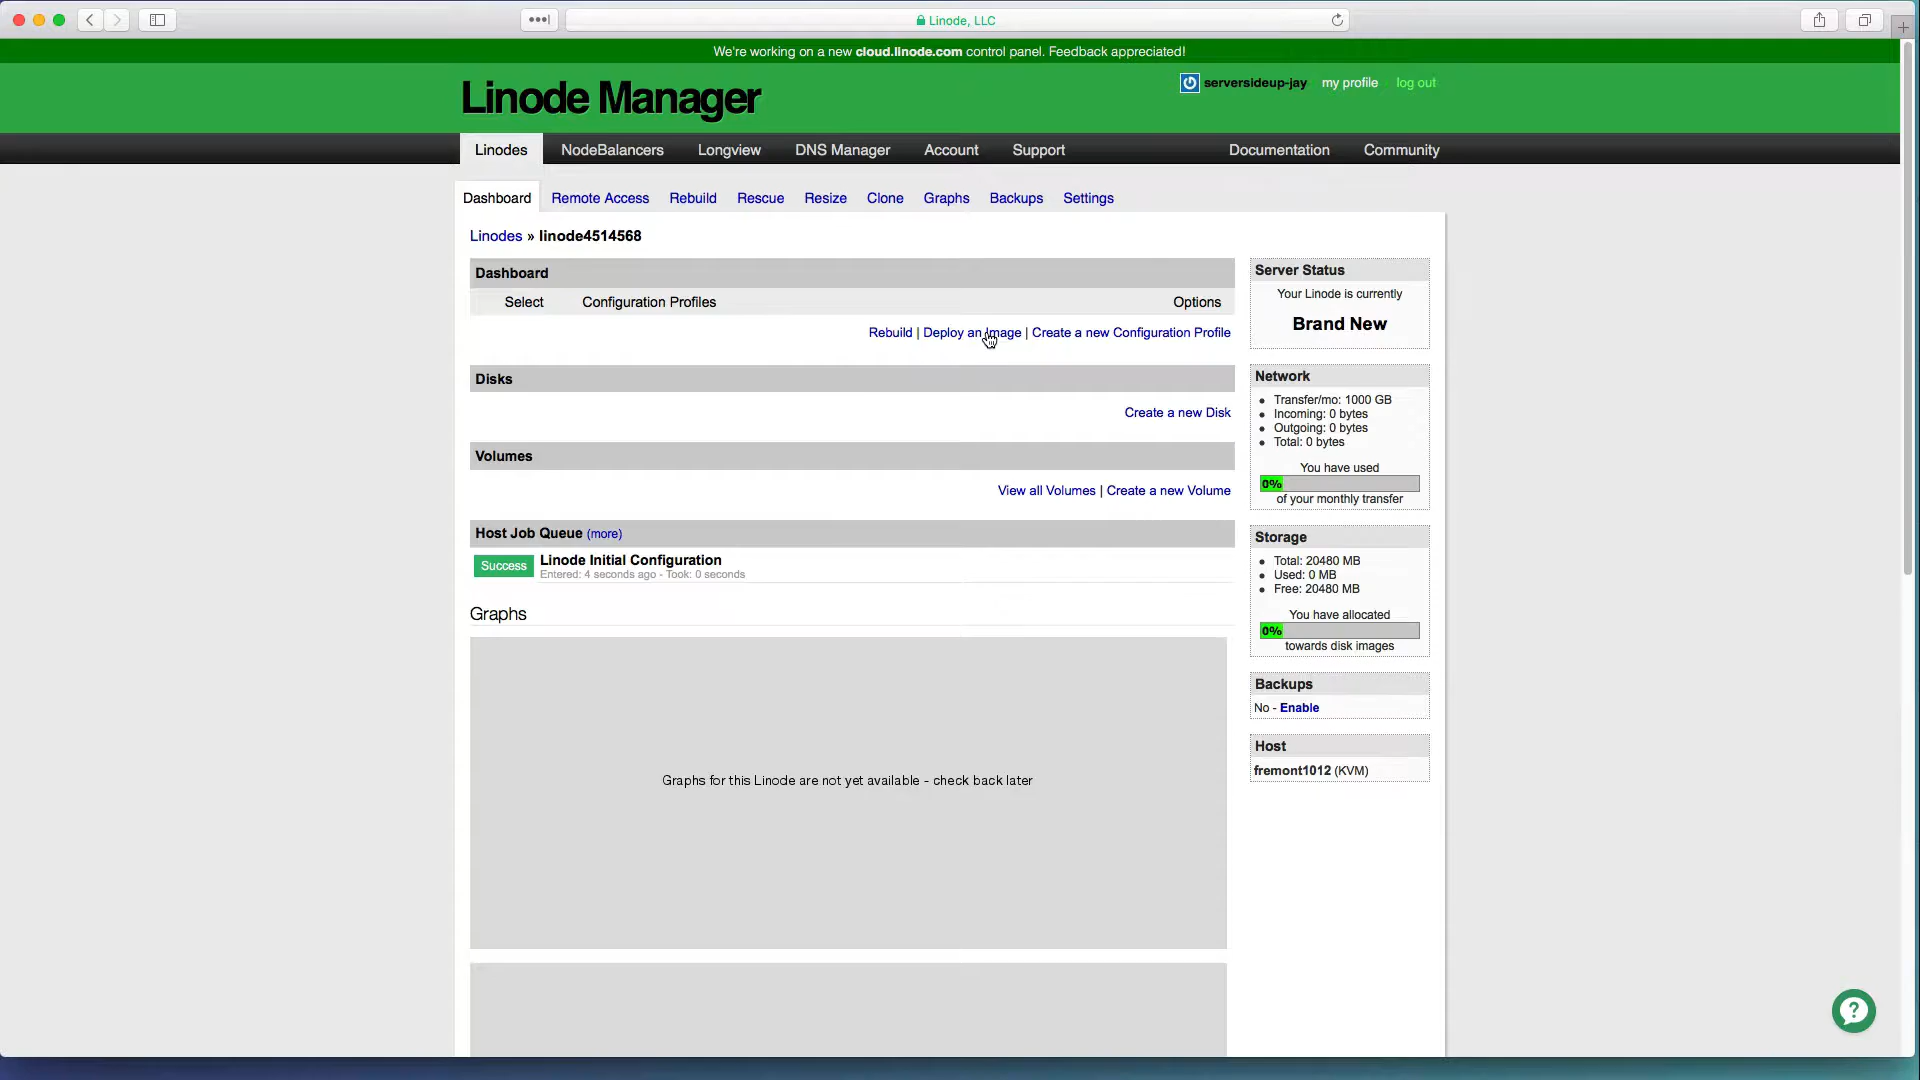 Linode, LLC
We're working on a new cloud.linode.com control panel. Feedback appreciated!
Linode Manager
serversideup-jay my profile log out
Linodes NodeBalancers Longview DNS Manager Account Support Documentation Community
Dashboard Remote Access Rebuild Rescue Resize Clone Graphs Backups Settings
Linodes » linode4514568
Dashboard
Select Configuration Profiles Options
Rebuild | Deploy an Image | Create a new Configuration Profile
Disks
Create a new Disk
Volumes
View all Volumes | Create a new Volume
Host Job Queue (more)
Success Linode Initial Configuration
Entered: 4 seconds ago - Took: 0 seconds
Graphs
Graphs for this Linode are not yet available - check back later
Server Status
Your Linode is currently
Brand New
Network
Transfer/mo: 1000 GB
Incoming: 0 bytes
Outgoing: 0 bytes
Total: 0 bytes
You have used
0%
of your monthly transfer
Storage
Total: 20480 MB
Used: 0 MB
Free: 20480 MB
You have allocated
0%
towards disk images
Backups
No - Enable
Host
fremont1012 (KVM)